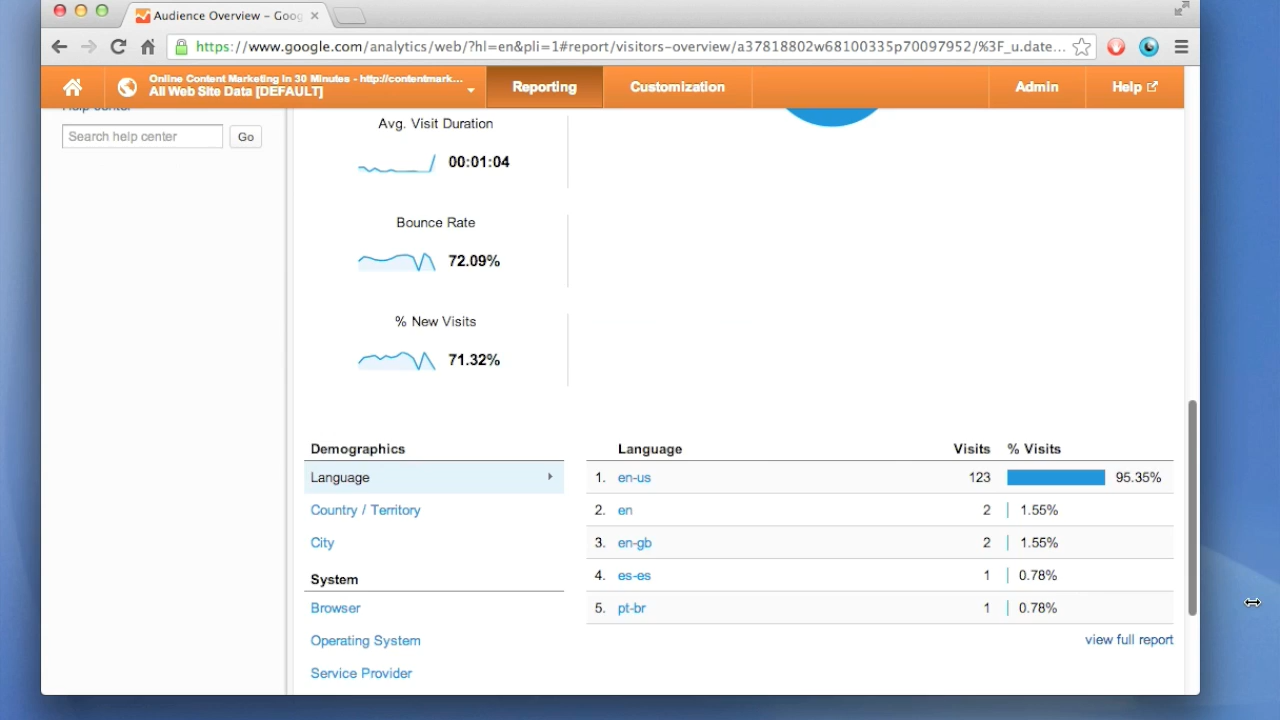 Audience Overview – Goog
https://www.google.com/analytics/web/?hl=en&pli=1#report/visitors-overview/a37818802w68100335p70097952/%3F_u.date...
Online Content Marketing in 30 Minutes - http://contentmark...
All Web Site Data [DEFAULT]
Reporting
Customization
Admin
Help
Help center
Search help center
Go
Avg. Visit Duration
00:01:04
Bounce Rate
72.09%
% New Visits
71.32%
Demographics
Language
Country / Territory
City
System
Browser
Operating System
Service Provider
Language Visits % Visits
1. en-us 123 95.35%
2. en 2 1.55%
3. en-gb 2 1.55%
4. es-es 1 0.78%
5. pt-br 1 0.78%
view full report